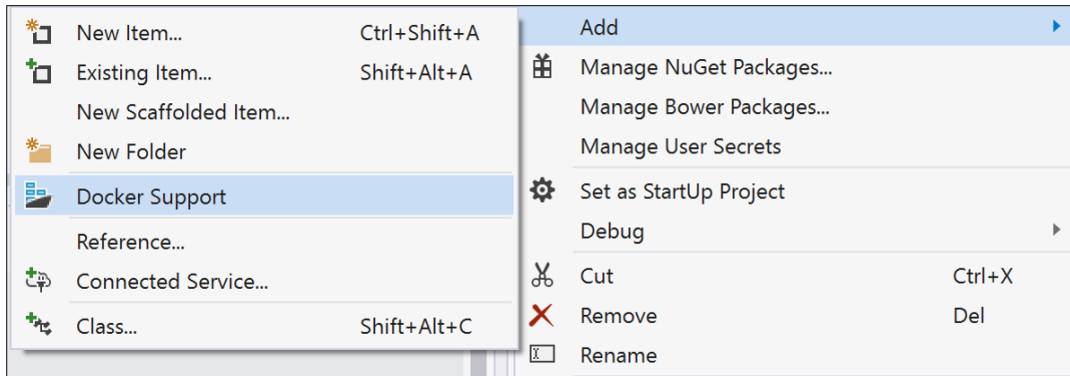 New Item... Ctrl+Shift+A
Existing Item... Shift+Alt+A
New Scaffolded Item...
New Folder
Docker Support
Reference...
Connected Service...
Class... Shift+Alt+C
Add
Manage NuGet Packages...
Manage Bower Packages...
Manage User Secrets
Set as StartUp Project
Debug
Cut Ctrl+X
Remove Del
Rename